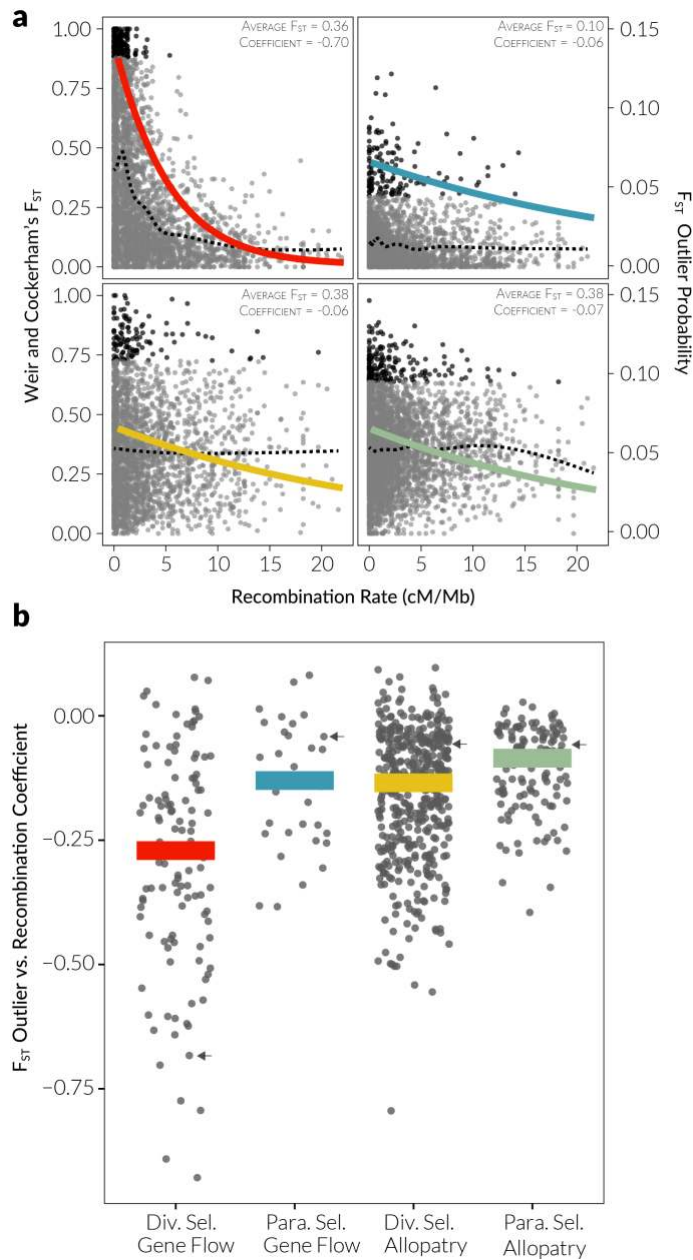 a
AVERAGE FST = 0.36
COEFFICIENT = -0.70
AVERAGE FST = 0.10
COEFFICIENT = -0.06
1.00
0.75
0.50
0.25
0.00
0.15
0.10
0.05
0.00
AVERAGE FST = 0.38
COEFFICIENT = -0.06
AVERAGE FST = 0.38
COEFFICIENT = -0.07
1.00
0.75
0.50
0.25
0.00
0.15
0.10
0.05
0.00
Weir and Cockerham's FST
FST Outlier Probability
0 5 10 15 20 0 5 10 15 20
Recombination Rate (cM/Mb)
b
FST Outlier vs. Recombination Coefficient
0.00
−0.25
−0.50
−0.75
Div. Sel.
Gene Flow
Para. Sel.
Gene Flow
Div. Sel.
Allopatry
Para. Sel.
Allopatry